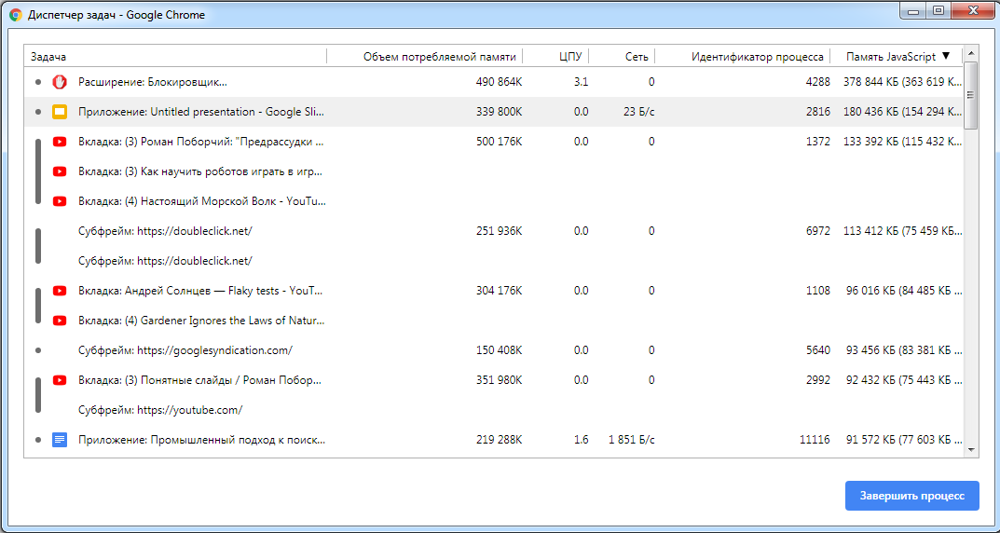 Диспетчер задач - Google Chrome
Задача Объем потребляемой памяти ЦПУ Сеть Идентификатор процесса Память JavaScript ▼
Расширение: Блокировщик... 490 864K 3.1 0 4288 378 844 КБ (363 619 К...
Приложение: Untitled presentation - Google Sli... 339 800K 0.0 23 Б/с 2816 180 436 КБ (154 294 К...
Вкладка: (3) Роман Поборчий: "Предрассудки ... 500 176K 0.0 0 1372 133 392 КБ (115 432 К...
Вкладка: (3) Как научить роботов играть в игр...
Вкладка: (4) Настоящий Морской Волк - YouTu...
Субфрейм: https://doubleclick.net/ 251 936K 0.0 0 6972 113 412 КБ (75 459 КБ...
Субфрейм: https://doubleclick.net/
Вкладка: Андрей Солнцев — Flaky tests - YouT... 304 176K 0.0 0 1108 96 016 КБ (84 485 КБ ...
Вкладка: (4) Gardener Ignores the Laws of Natur...
Субфрейм: https://googlesyndication.com/ 150 408K 0.0 0 5640 93 456 КБ (83 381 КБ ...
Вкладка: (3) Понятные слайды / Роман Побор... 351 980K 0.0 0 2992 92 432 КБ (75 443 КБ ...
Субфрейм: https://youtube.com/
Приложение: Промышленный подход к поиск... 219 288K 1.6 1 851 Б/с 11116 91 572 КБ (77 603 КБ ...
Завершить процесс